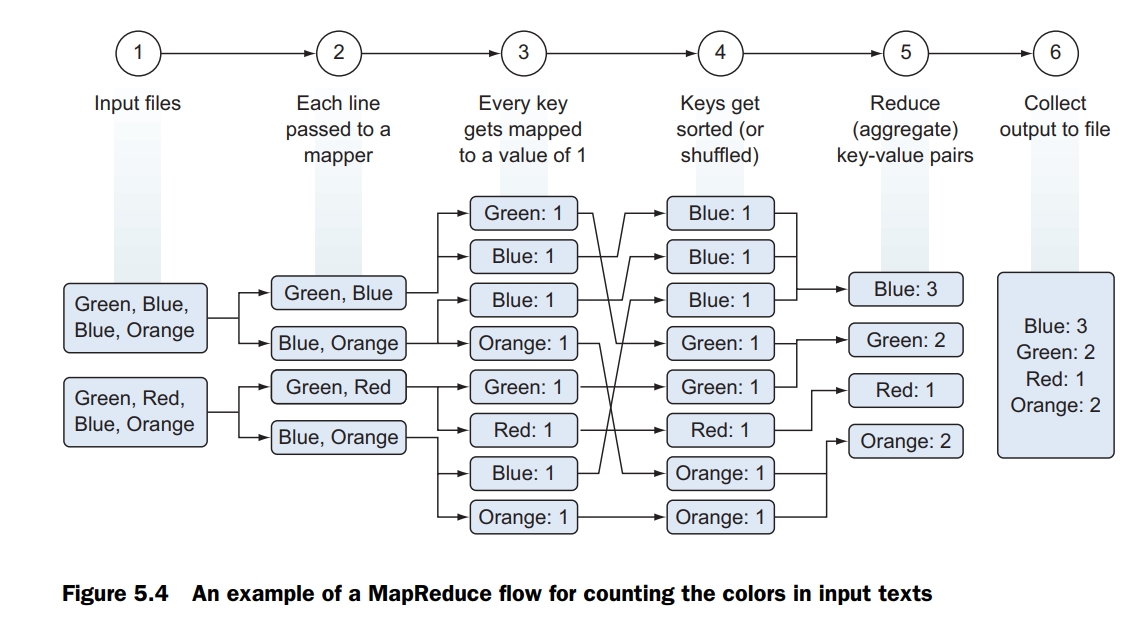 1
2
3
4
5
6
Input files
Each line
passed to a
mapper
Every key
gets mapped
to a value of 1
Keys get
sorted (or
shuffled)
Reduce
(aggregate)
key-value pairs
Collect
output to file
Green, Blue,
Blue, Orange
Green, Red,
Blue, Orange
Green, Blue
Blue, Orange
Green, Red
Blue, Orange
Green: 1
Blue: 1
Blue: 1
Orange: 1
Green: 1
Red: 1
Blue: 1
Orange: 1
Blue: 1
Blue: 1
Blue: 1
Green: 1
Green: 1
Red: 1
Orange: 1
Orange: 1
Blue: 3
Green: 2
Red: 1
Orange: 2
Blue: 3
Green: 2
Red: 1
Orange: 2
Figure 5.4 An example of a MapReduce flow for counting the colors in input texts